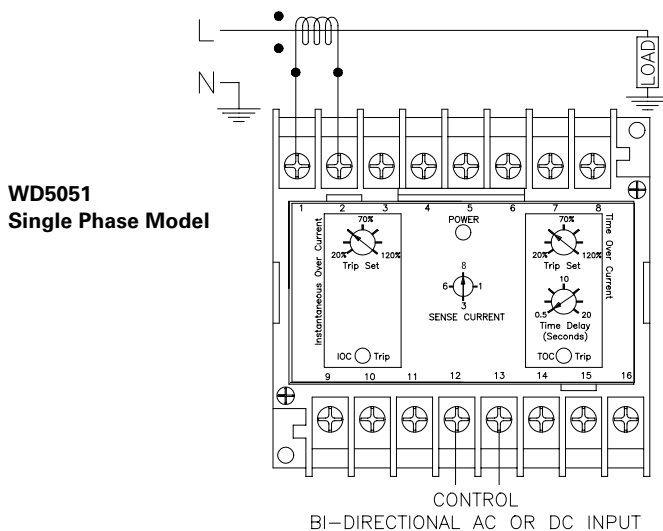 L
N
LOAD
WD5051
Single Phase Model
1 2 3 4 5 6 7 8
Instantaneous Over Current
70%
20% 120%
Trip Set
IOC Trip
POWER
8
6 1
3
SENSE CURRENT
Time Over Current
70%
20% 120%
Trip Set
10
0.5 20
Time Delay
(Seconds)
TOC Trip
9 10 11 12 13 14 15 16
CONTROL
BI-DIRECTIONAL AC OR DC INPUT